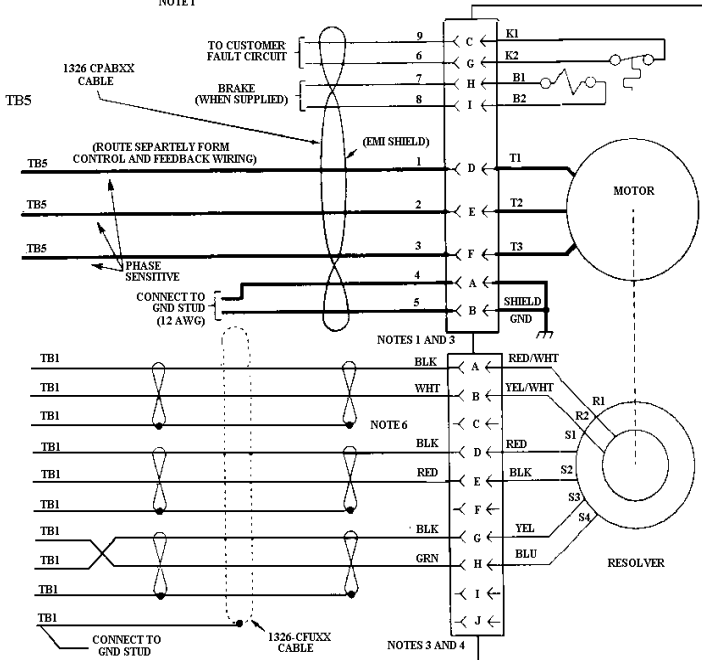 NOTE 1
9 C K1
TO CUSTOMER
FAULT CIRCUIT
6 G K2
1326 CPABXX
CABLE
BRAKE
(WHEN SUPPLIED)
7 H B1
8 I B2
TB5
(EMI SHIELD)
(ROUTE SEPARTELY FORM
CONTROL AND FEEDBACK WIRING)
TB5 1 D T1
MOTOR
TB5 2 E T2
TB5 3 F T3
PHASE
SENSITIVE
4 A
CONNECT TO
GND STUD
(12 AWG)
5 B SHIELD
GND
NOTES 1 AND 3
TB1 BLK A RED/WHT
TB1 WHT B YEL/WHT
R1
R2
TB1 NOTE 6 C
S1
TB1 BLK D RED
TB1 RED E BLK S2
S3
TB1 F
S4
TB1 BLK G YEL
TB1 GRN H BLU
RESOLVER
TB1 I
TB1 J
CONNECT TO
GND STUD
1326-CFUXX
CABLE
NOTES 3 AND 4